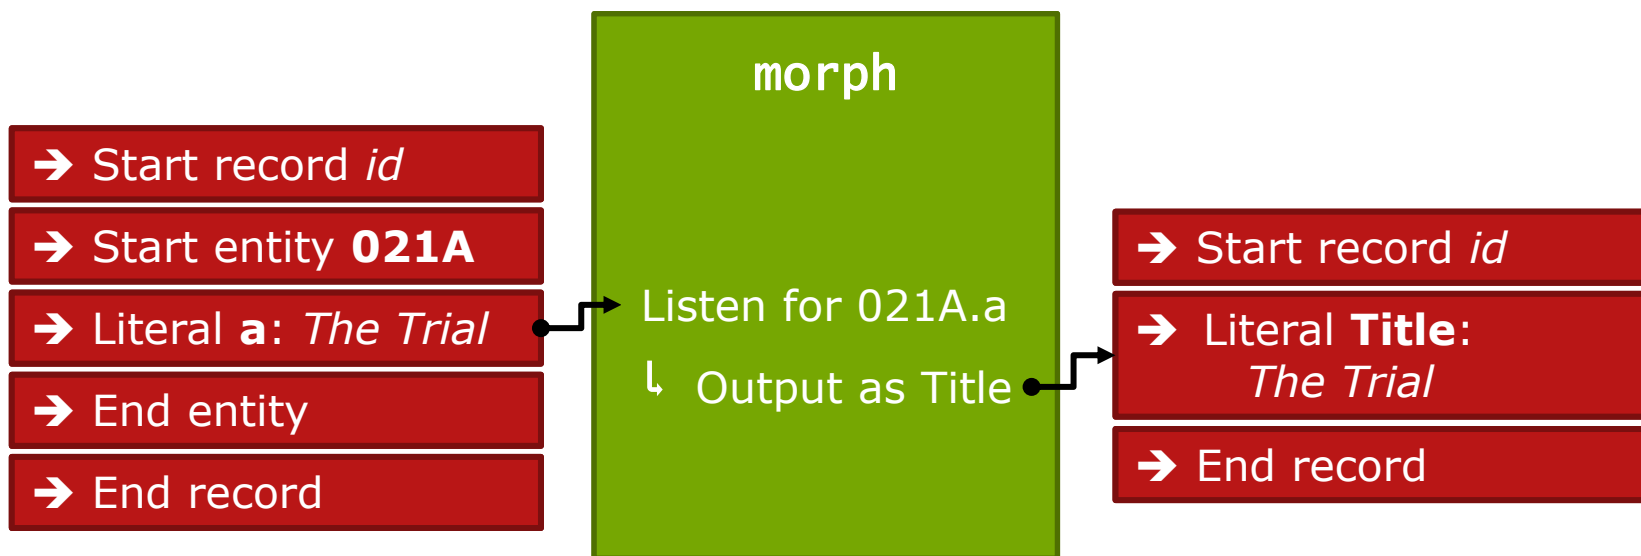 morph
➔ Start record id
➔ Start entity 021A
➔ Literal a: The Trial
➔ End entity
➔ End record
Listen for 021A.a
↳ Output as Title
➔ Start record id
➔ Literal Title:
The Trial
➔ End record